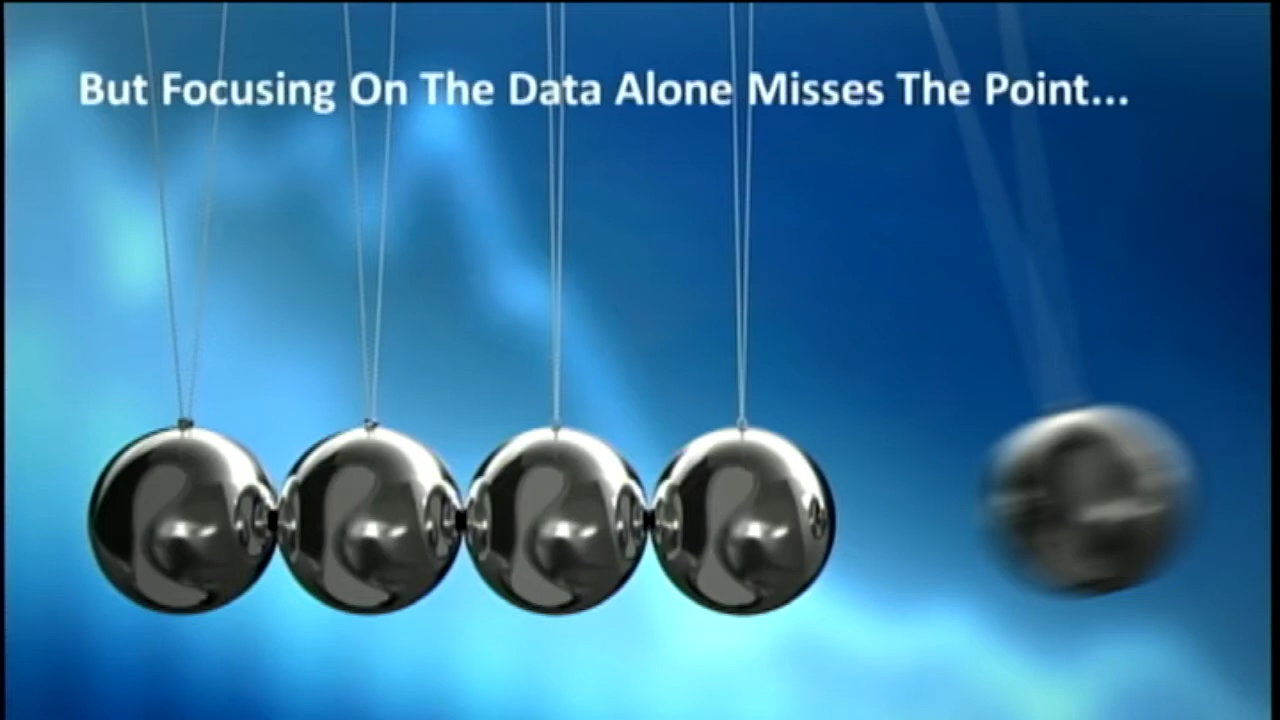 But Focusing On The Data Alone Misses The Point...